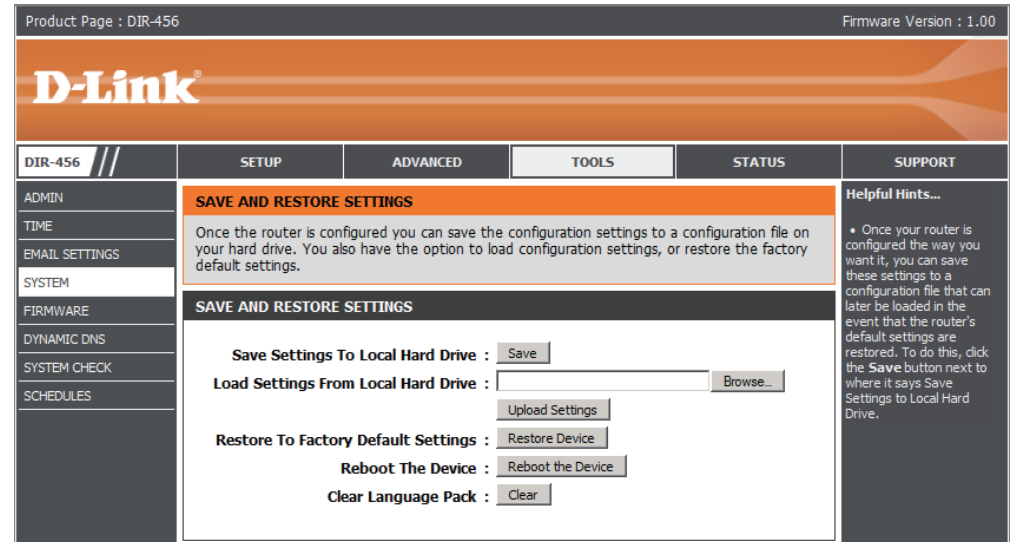 Product Page : DIR-456
Firmware Version : 1.00
D-Link®
DIR-456
SETUP
ADVANCED
TOOLS
STATUS
SUPPORT
ADMIN
TIME
EMAIL SETTINGS
SYSTEM
FIRMWARE
DYNAMIC DNS
SYSTEM CHECK
SCHEDULES
SAVE AND RESTORE SETTINGS
Once the router is configured you can save the configuration settings to a configuration file on
your hard drive. You also have the option to load configuration settings, or restore the factory
default settings.
SAVE AND RESTORE SETTINGS
Save Settings To Local Hard Drive : Save
Load Settings From Local Hard Drive : Browse...
Upload Settings
Restore To Factory Default Settings : Restore Device
Reboot The Device : Reboot the Device
Clear Language Pack : Clear
Helpful Hints...
• Once your router is
configured the way you
want it, you can save
these settings to a
configuration file that can
later be loaded in the
event that the router's
default settings are
restored. To do this, click
the Save button next to
where it says Save
Settings to Local Hard
Drive.